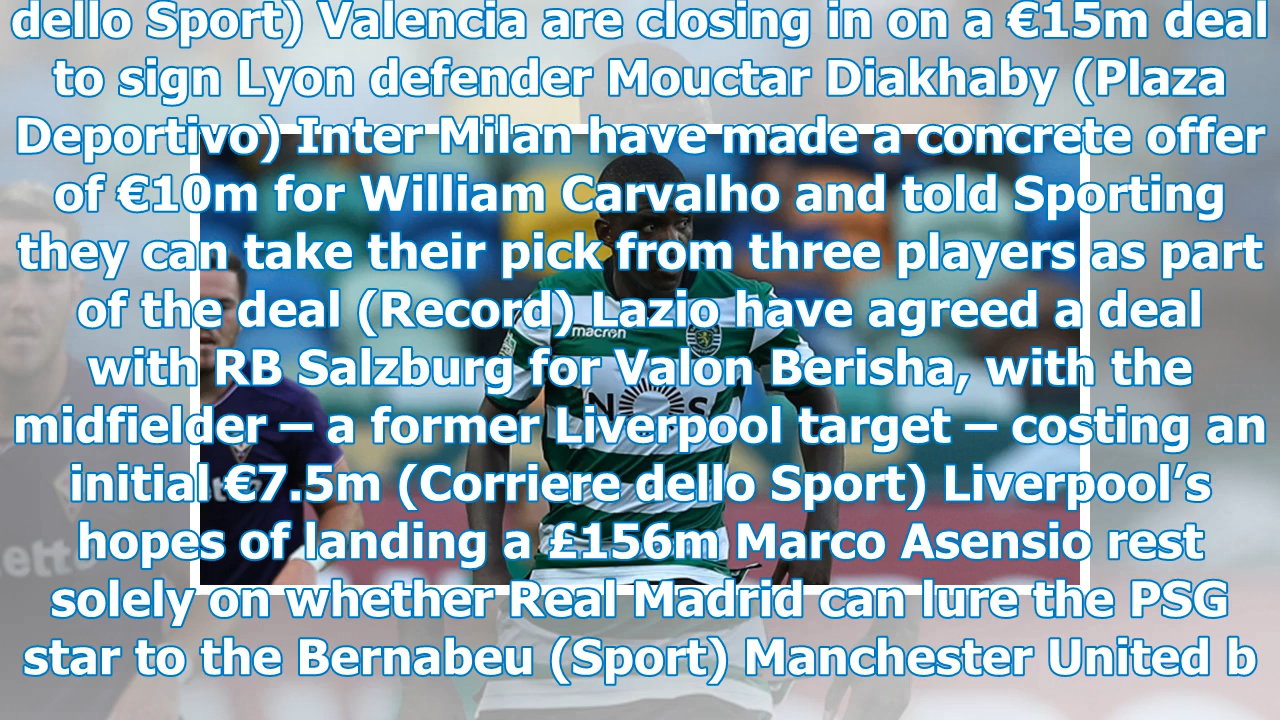 dello Sport) Valencia are closing in on a €15m deal
to sign Lyon defender Mouctar Diakhaby (Plaza
Deportivo) Inter Milan have made a concrete offer
of €10m for William Carvalho and told Sporting
they can take their pick from three players as part
of the deal (Record) Lazio have agreed a deal
macron
with RB Salzburg for Valon Berisha, with the
NOS
midfielder – a former Liverpool target – costing an
initial €7.5m (Corriere dello Sport) Liverpool’s
hopes of landing a £156m Marco Asensio rest
solely on whether Real Madrid can lure the PSG
star to the Bernabeu (Sport) Manchester United b